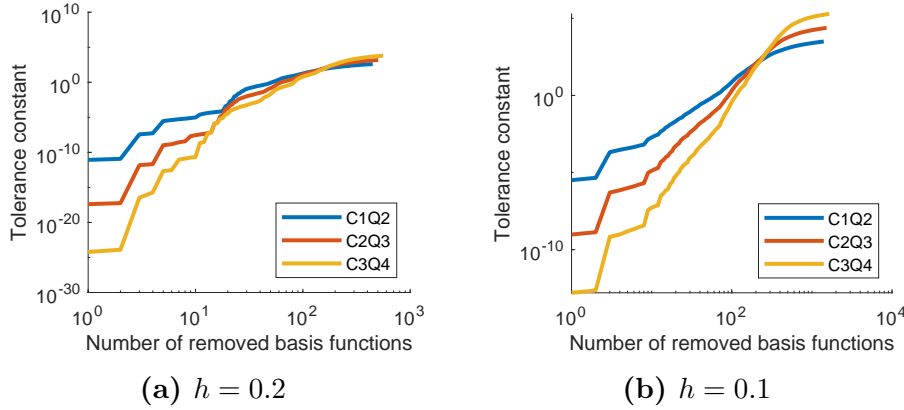 10^10
10^0
10^-10
10^-20
10^-30
Tolerance constant
C1Q2
C2Q3
C3Q4
10^0 10^1 10^2 10^3
Number of removed basis functions
(a) h = 0.2
10^0
10^-10
Tolerance constant
C1Q2
C2Q3
C3Q4
10^0 10^2 10^4
Number of removed basis functions
(b) h = 0.1